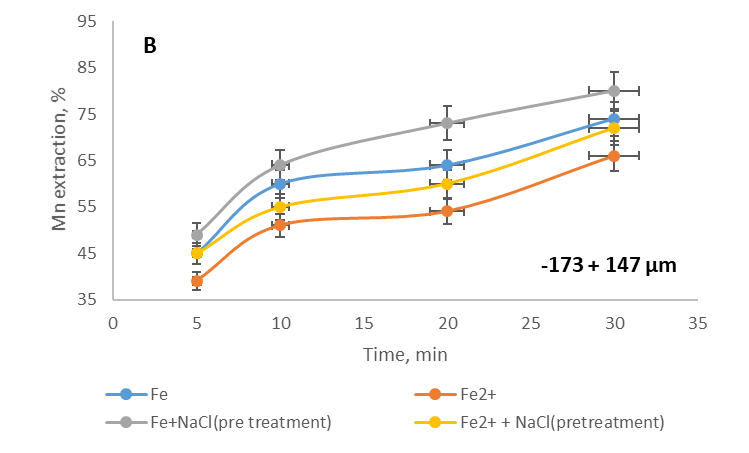 B
Mn extraction, %
95
85
75
65
55
45
35
-173 + 147 µm
0 5 10 15 20 25 30 35
Time, min
Fe Fe2+
Fe+NaCl(pre treatment) Fe2+ + NaCl(pretreatment)